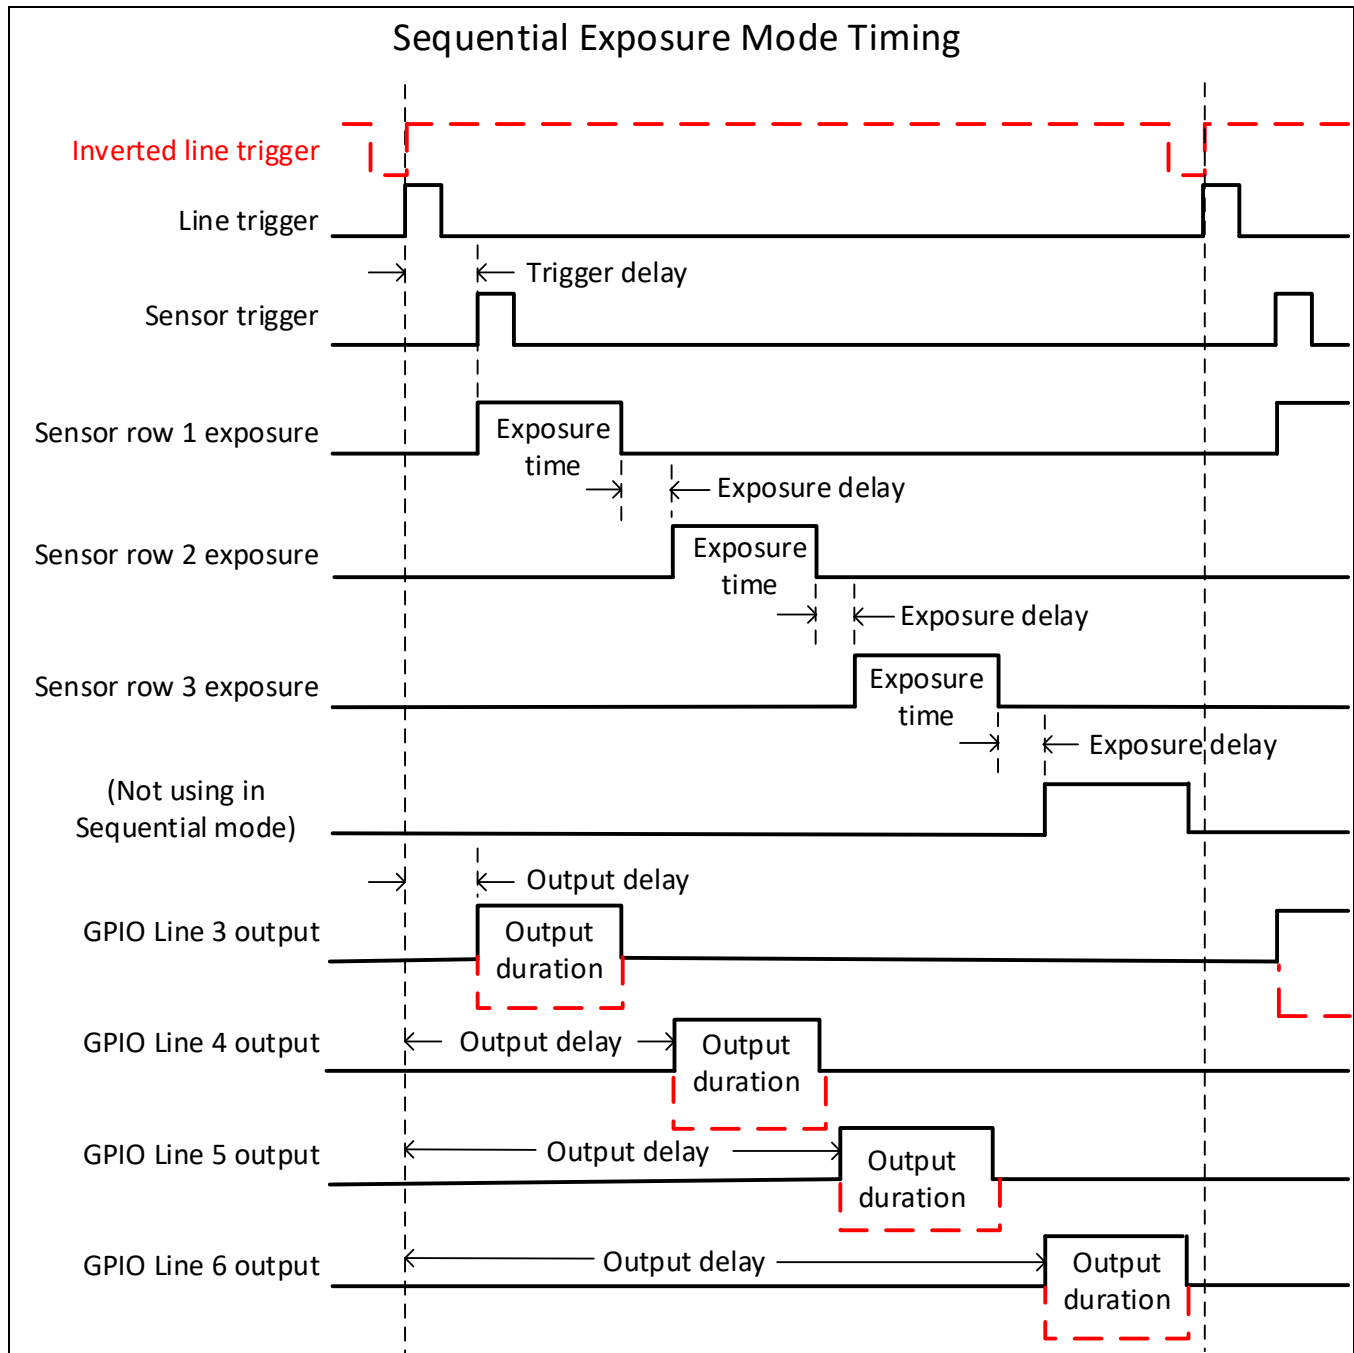 Sequential Exposure Mode Timing
Inverted line trigger
Line trigger
Trigger delay
Sensor trigger
Sensor row 1 exposure
Exposure
time
Exposure delay
Sensor row 2 exposure
Exposure
time
Exposure delay
Sensor row 3 exposure
Exposure
time
Exposure delay
(Not using in
Sequential mode)
Output delay
GPIO Line 3 output
Output
duration
GPIO Line 4 output
Output delay
Output
duration
GPIO Line 5 output
Output delay
Output
duration
GPIO Line 6 output
Output delay
Output
duration